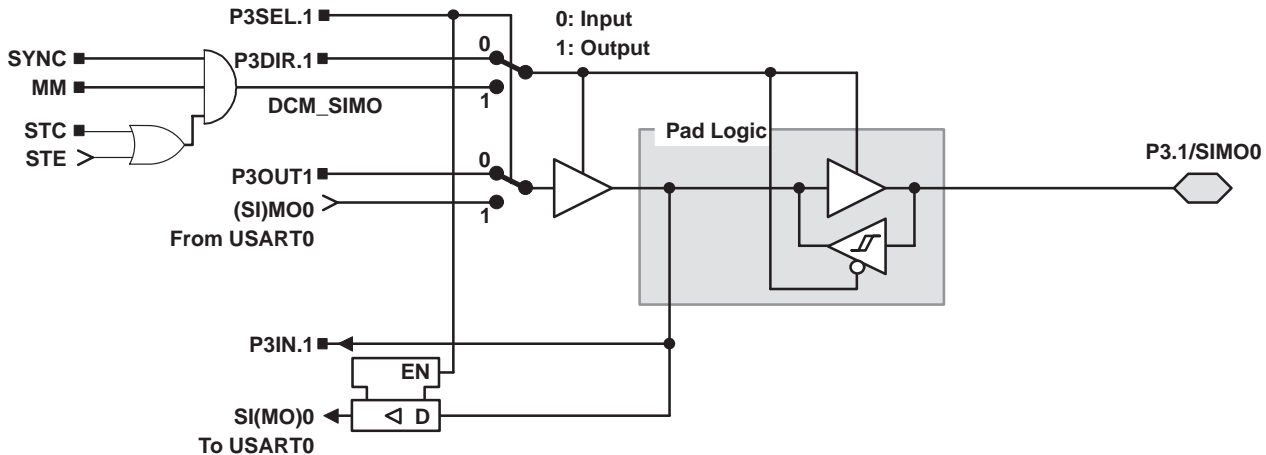 P3SEL.1
0: Input
1: Output
SYNC
P3DIR.1
0
MM
1
DCM_SIMO
STC
STE
Pad Logic
P3.1/SIMO0
P3OUT1
0
(SI)MO0
1
From USART0
P3IN.1
EN
SI(MO)0
D
To USART0